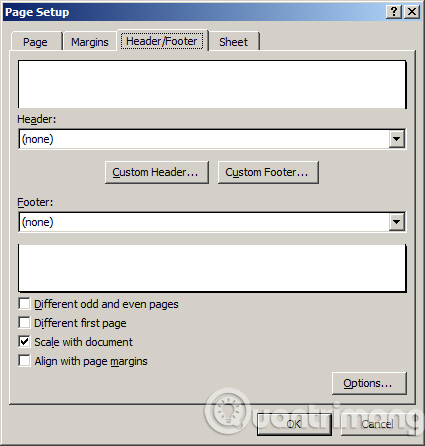 Page Setup
Page Margins Header/Footer Sheet
Header:
(none)
Custom Header... Custom Footer...
Footer:
(none)
Different odd and even pages
Different first page
Scale with document
Align with page margins
Options...
uantrimang
OK Cancel